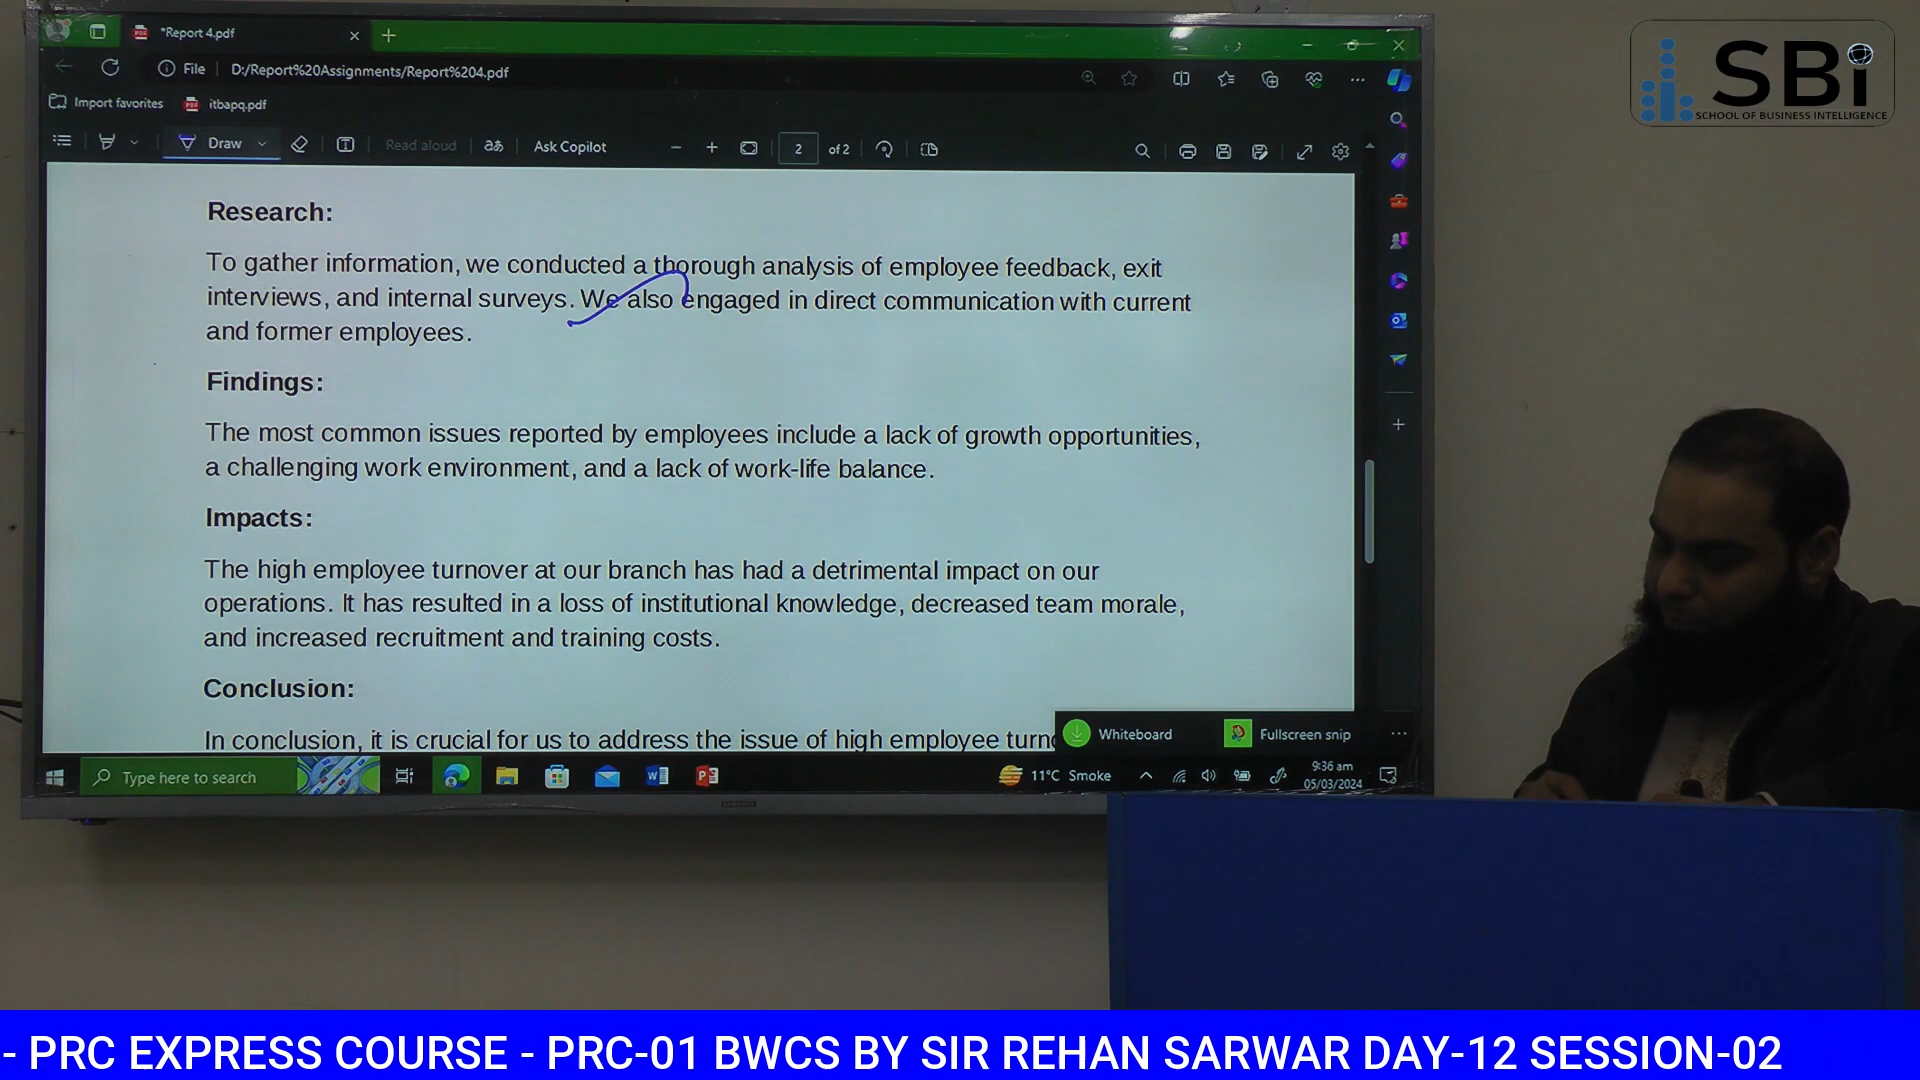 *Report 4.pdf
File D:/Report%20Assignments/Report%204.pdf
Import favorites itbapq.pdf
Draw Read aloud aあ Ask Copilot 2 of 2
SBi
SCHOOL OF BUSINESS INTELLIGENCE
Research:
To gather information, we conducted a thorough analysis of employee feedback, exit
interviews, and internal surveys. We also engaged in direct communication with current
and former employees.
Findings:
The most common issues reported by employees include a lack of growth opportunities,
a challenging work environment, and a lack of work-life balance.
Impacts:
The high employee turnover at our branch has had a detrimental impact on our
operations. It has resulted in a loss of institutional knowledge, decreased team morale,
and increased recruitment and training costs.
Conclusion:
In conclusion, it is crucial for us to address the issue of high employee turno
Whiteboard Fullscreen snip
Type here to search 11°C Smoke 9:36 am
05/03/2024
SAMSUNG
- PRC EXPRESS COURSE - PRC-01 BWCS BY SIR REHAN SARWAR DAY-12 SESSION-02